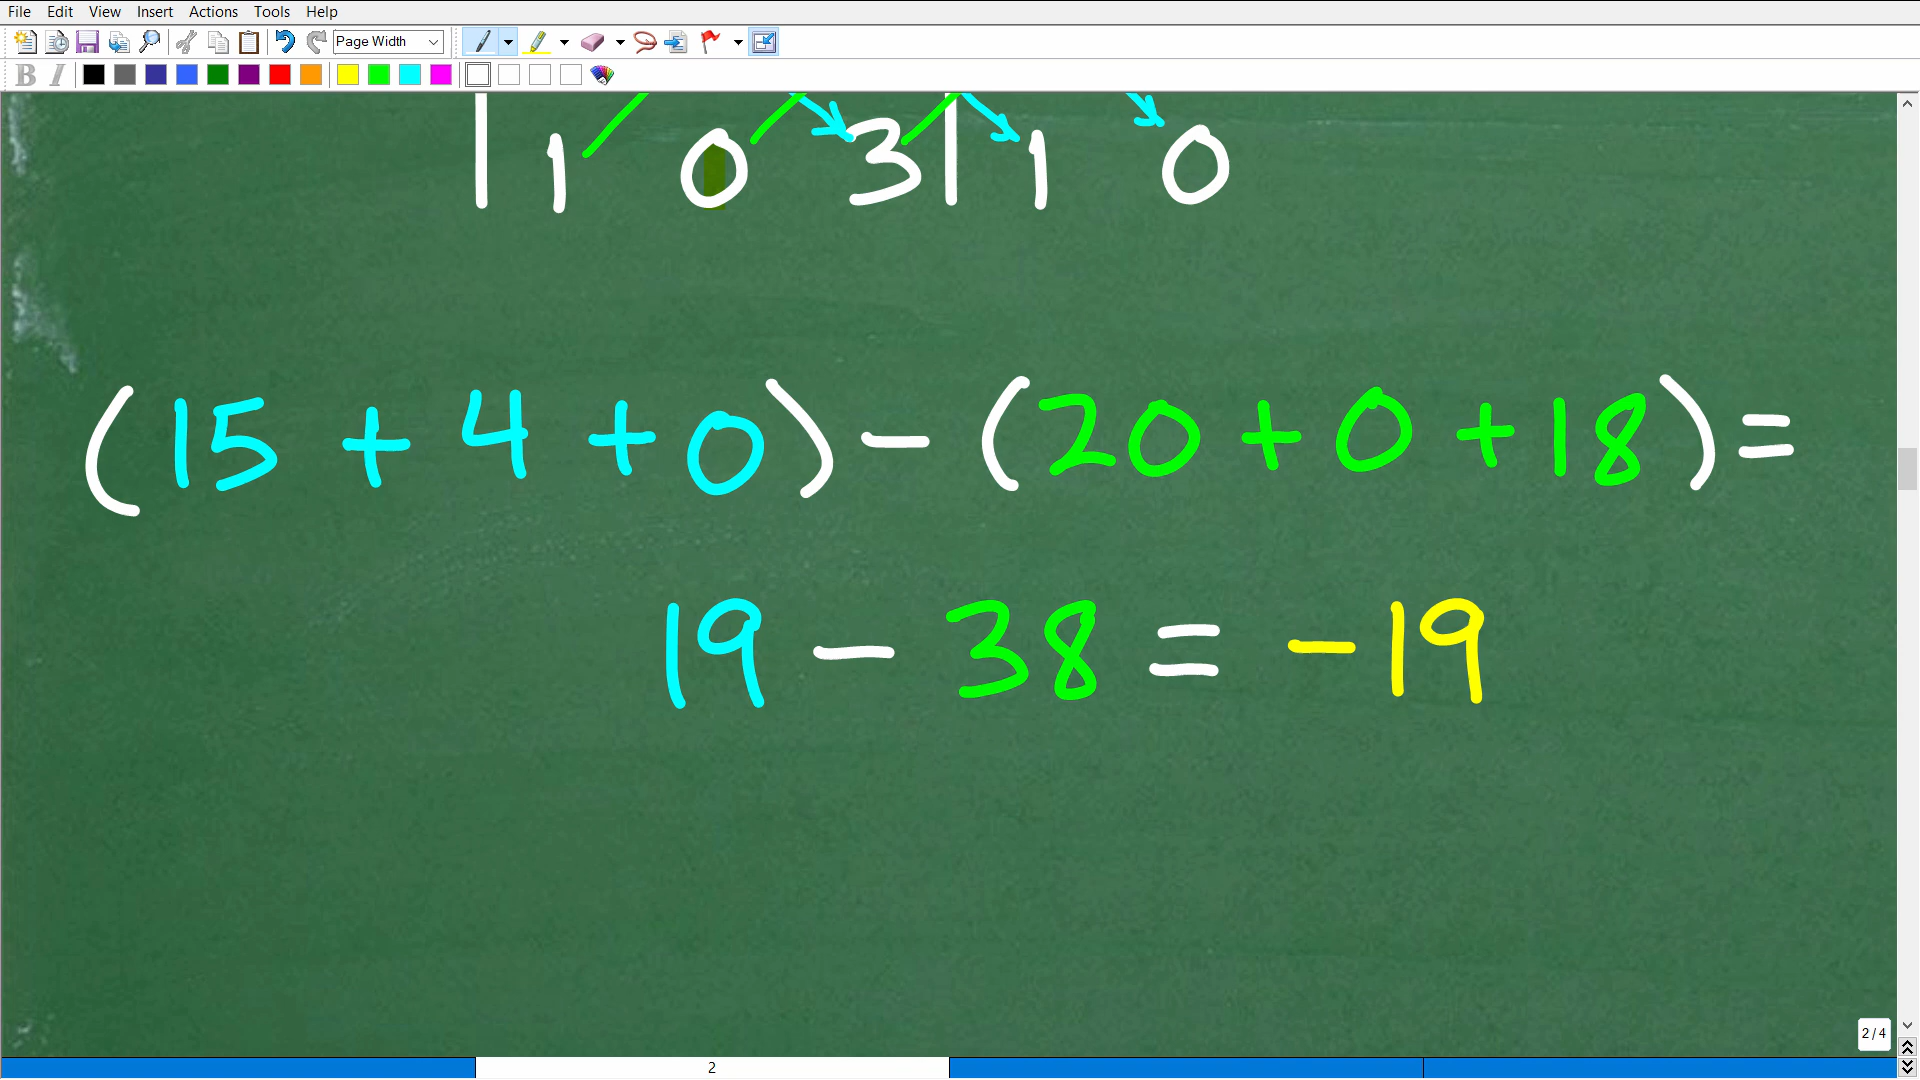 File Edit View Insert Actions Tools Help
Page Width
B I
| 1 0 3 | 1 0
(15 + 4 + 0) - (20 + 0 + 18) =
19 - 38 = -19
2 / 4
2